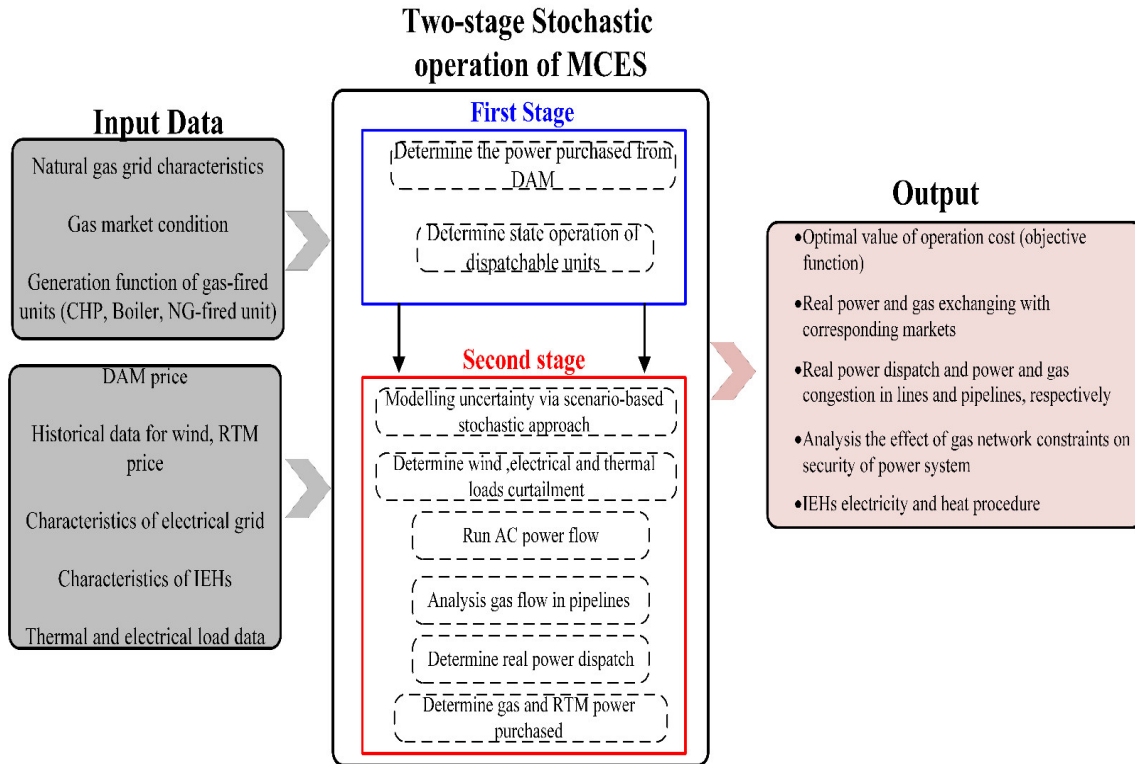 Two-stage Stochastic
operation of MCES
Input Data
Natural gas grid characteristics
Gas market condition
Generation function of gas-fired
units (CHP, Boiler, NG-fired unit)
DAM price
Historical data for wind, RTM
price
Characteristics of electrical grid
Characteristics of IEHs
Thermal and electrical load data
First Stage
Determine the power purchased from
DAM
Determine state operation of
dispatchable units
Second stage
Modelling uncertainty via scenario-based
stochastic approach
Determine wind ,electrical and thermal
loads curtailment
Run AC power flow
Analysis gas flow in pipelines
Determine real power dispatch
Determine gas and RTM power
purchased
Output
•Optimal value of operation cost (objective
function)
•Real power and gas exchanging with
corresponding markets
•Real power dispatch and power and gas
congestion in lines and pipelines, respectively
•Analysis the effect of gas network constraints on
security of power system
•IEHs electricity and heat procedure